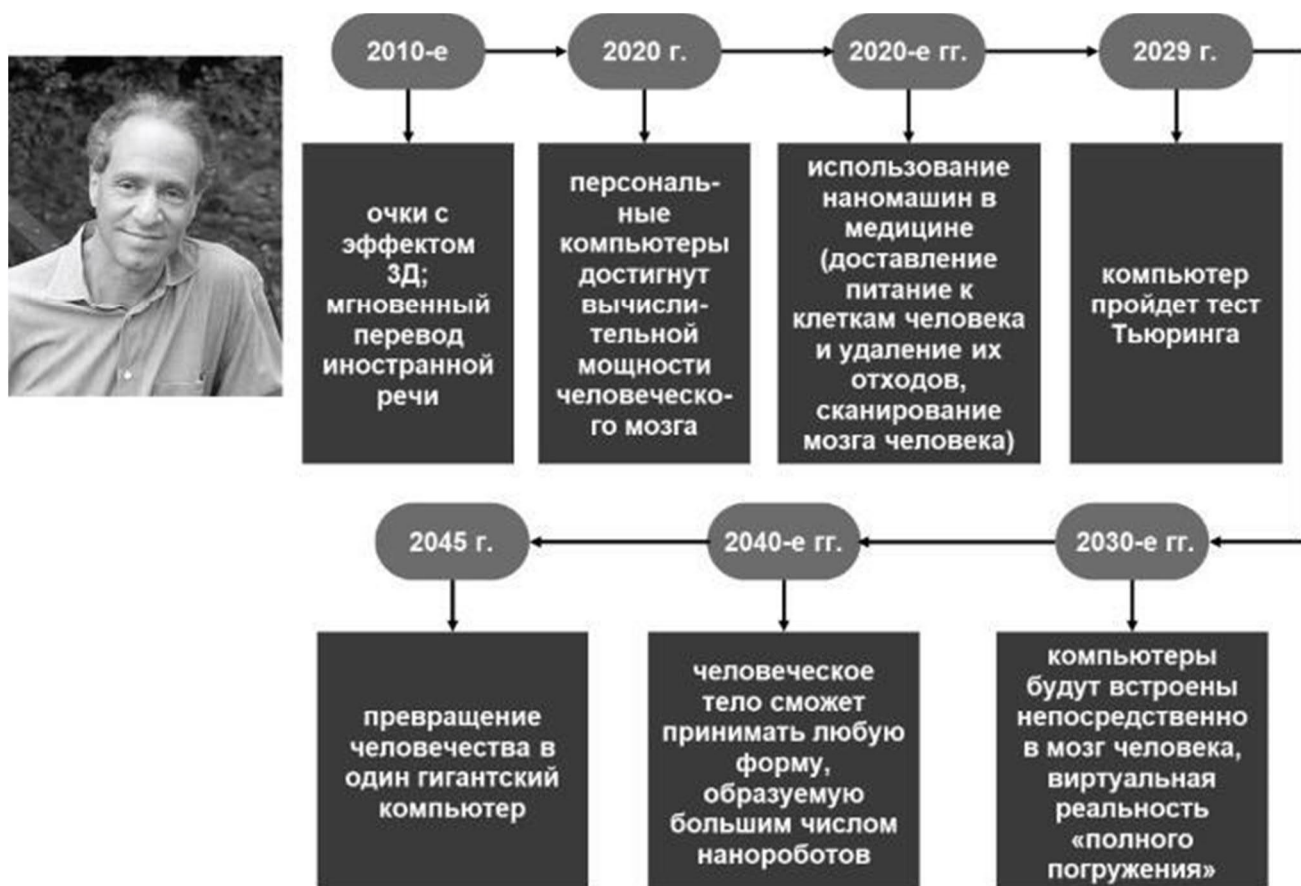 2010-е
очки с
эффектом
3Д;
мгновенный
перевод
иностранной
речи
2020 г.
персональ-
ные
компьютеры
достигнут
вычисли-
тельной
мощности
человеческо-
го мозга
2020-е гг.
использование
наномашин в
медицине
(доставление
питание к
клеткам человека
и удаление их
отходов,
сканирование
мозга человека)
2029 г.
компьютер
пройдет тест
Тьюринга
2030-е гг.
компьютеры
будут встроены
непосредственно
в мозг человека,
виртуальная
реальность
«полного
погружения»
2040-е гг.
человеческое
тело сможет
принимать любую
форму,
образуемую
большим числом
нанороботов
2045 г.
превращение
человечества в
один гигантский
компьютер